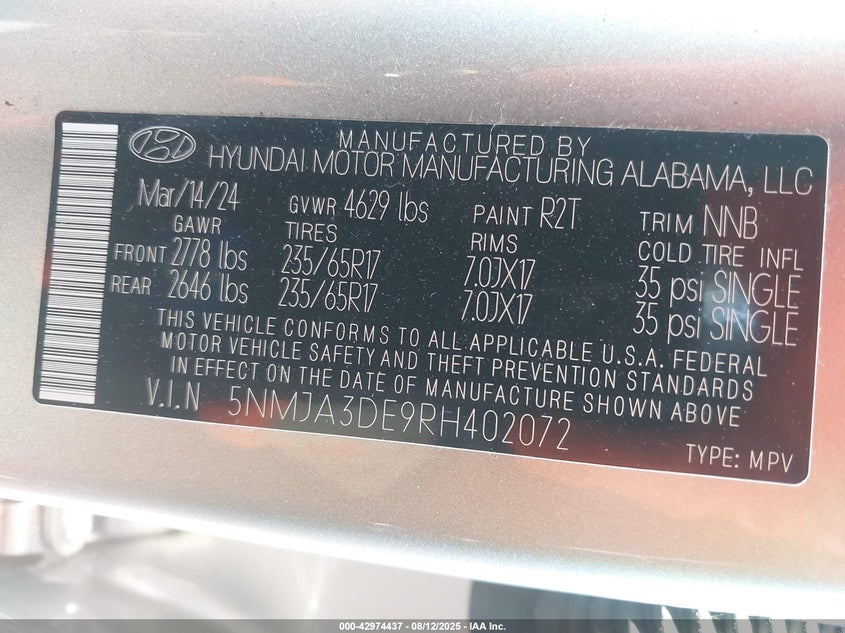 MANUFACTURED BY
HYUNDAI MOTOR MANUFACTURING ALABAMA, LLC
Mar/14/24 GVWR 4629 lbs PAINT R2T TRIM NNB
GAWR TIRES RIMS COLD TIRE INFL
FRONT 2778 lbs 235/65R17 7.0JX17 35 psi SINGLE
REAR 2646 lbs 235/65R17 7.0JX17 35 psi SINGLE
THIS VEHICLE CONFORMS TO ALL APPLICABLE U.S.A. FEDERAL
MOTOR VEHICLE SAFETY AND THEFT PREVENTION STANDARDS
IN EFFECT ON THE DATE OF MANUFACTURE SHOWN ABOVE
V.I.N 5NMJA3DE9RH402072
TYPE: MPV
000-42974437 - 08/12/2025 - IAA Inc.